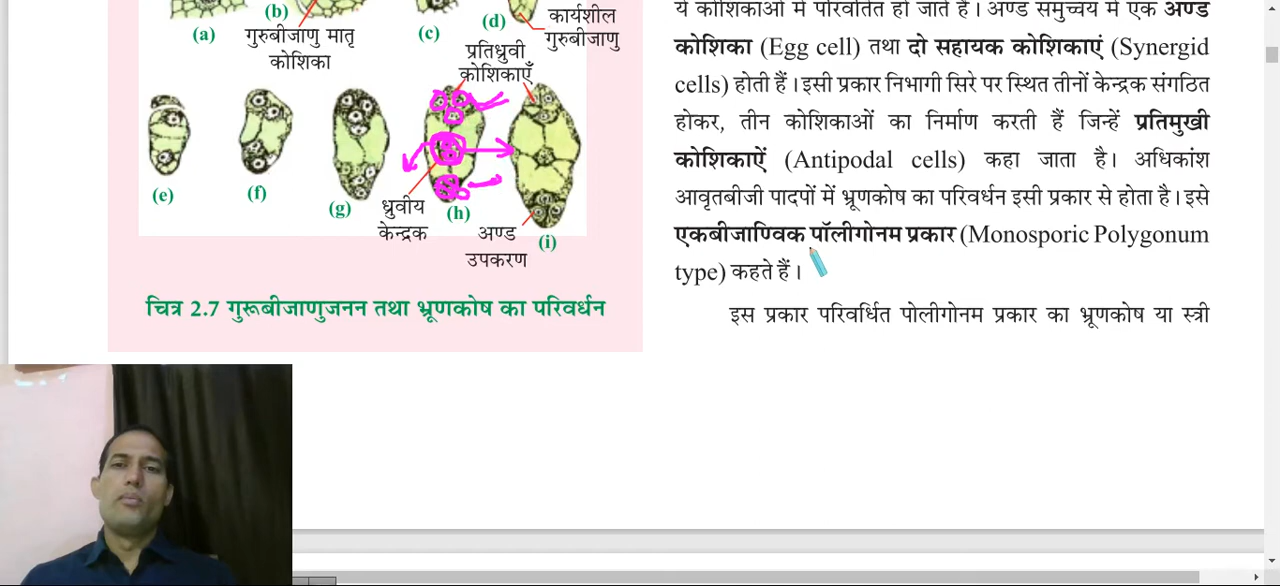 (b)
(a)
गुरुबीजाणु मातृ
कोशिका
(c)
(d)
कार्यशील
गुरुबीजाणु
प्रतिध्रुवी
कोशिकाएँ
(e)
(f)
(g)
ध्रुवीय
केन्द्रक
(h)
अण्ड
उपकरण
(i)
चित्र 2.7 गुरूबीजाणुजनन तथा भ्रूणकोष का परिवर्धन
ये कोशिकाओं में परिवर्तित हो जाते हैं। अण्ड समुच्चय में एक अण्ड
कोशिका (Egg cell) तथा दो सहायक कोशिकाएं (Synergid
cells) होती हैं। इसी प्रकार निभागी सिरे पर स्थित तीनों केन्द्रक संगठित
होकर, तीन कोशिकाओं का निर्माण करती हैं जिन्हें प्रतिमुखी
कोशिकाऐं (Antipodal cells) कहा जाता है। अधिकांश
आवृतबीजी पादपों में भ्रूणकोष का परिवर्धन इसी प्रकार से होता है। इसे
एकबीजाण्विक पॉलीगोनम प्रकार (Monosporic Polygonum
type) कहते हैं।
इस प्रकार परिवर्धित पोलीगोनम प्रकार का भ्रूणकोष या स्त्री